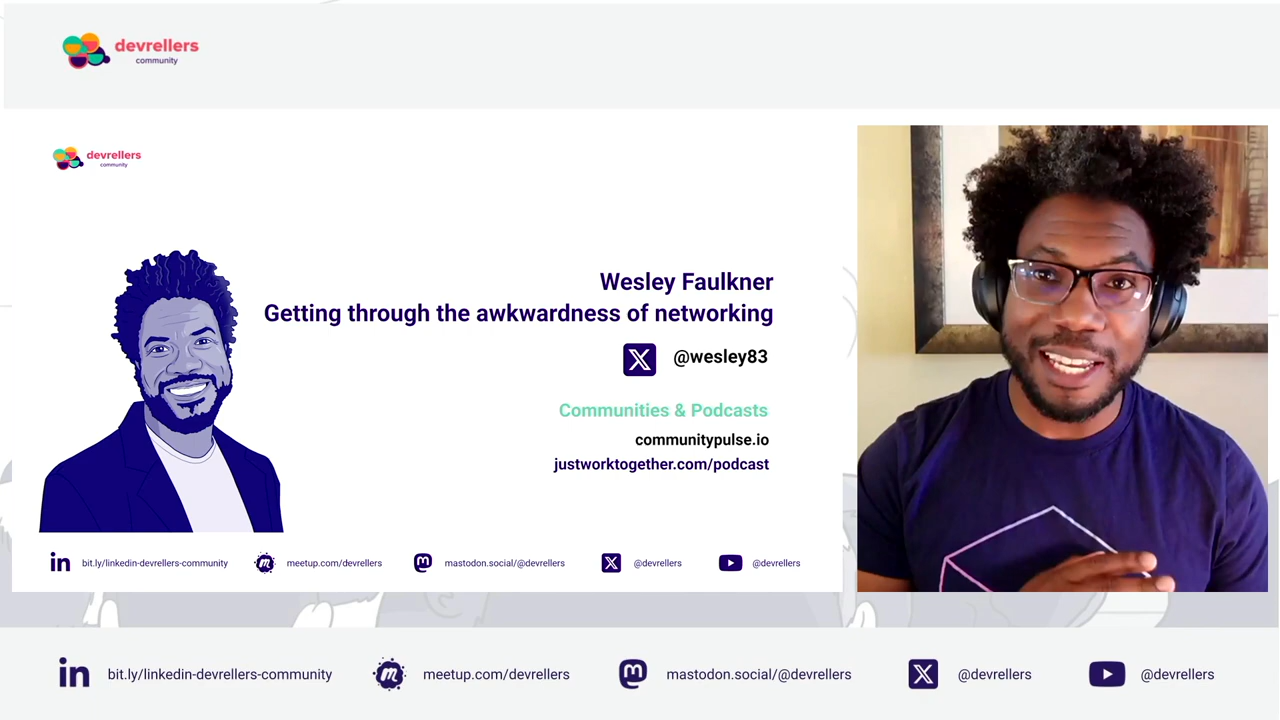 devrellers
community
devrellers
community
Wesley Faulkner
Getting through the awkwardness of networking
@wesley83
Communities & Podcasts
communitypulse.io
justworktogether.com/podcast
in bit.ly/linkedin-devrellers-community m meetup.com/devrellers m mastodon.social/@devrellers X @devrellers @devrellers
in bit.ly/linkedin-devrellers-community m meetup.com/devrellers m mastodon.social/@devrellers X @devrellers @devrellers